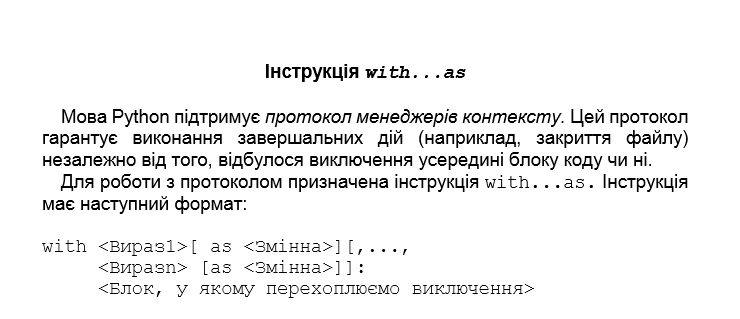 Інструкція with...as
Мова Python підтримує протокол менеджерів контексту. Цей протокол
гарантує виконання завершальних дій (наприклад, закриття файлу)
незалежно від того, відбулося виключення усередині блоку коду чи ні.
Для роботи з протоколом призначена інструкція with...as. Інструкція
має наступний формат:
with <Вираз1>[ as <Змінна>][,...,
<Виразn> [as <Змінна>]]:
<Блок, у якому перехоплюємо виключення>